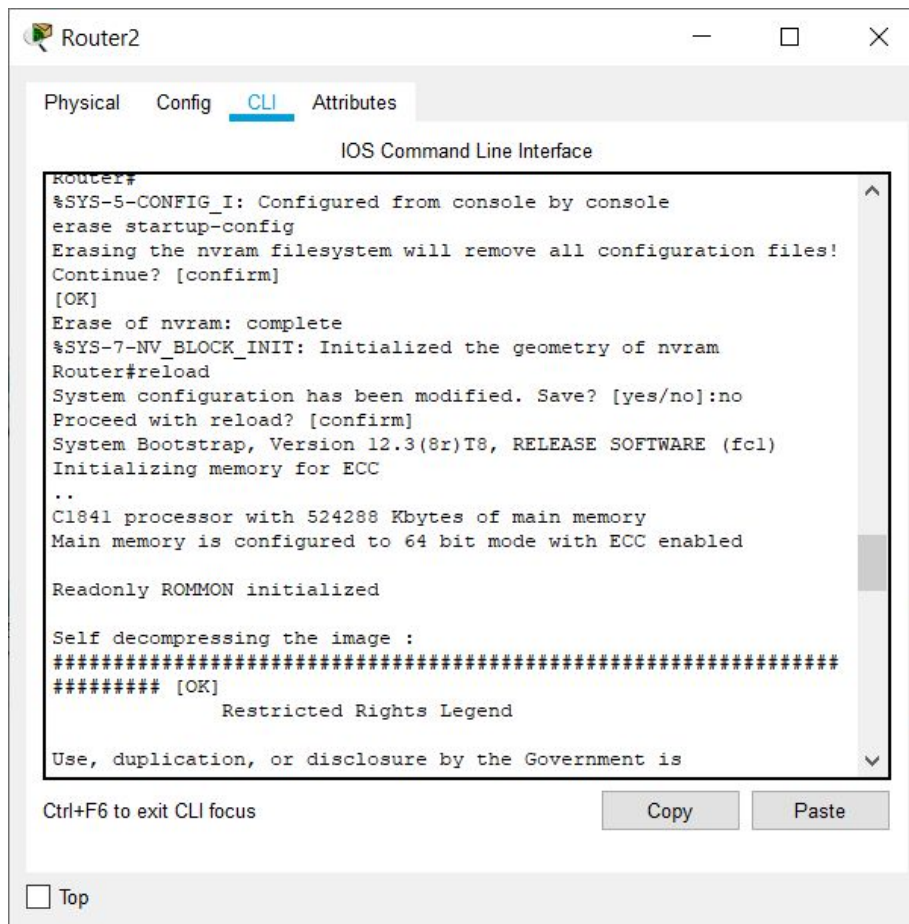 Router2
Physical Config CLI Attributes
IOS Command Line Interface
Router#
%SYS-5-CONFIG_I: Configured from console by console
erase startup-config
Erasing the nvram filesystem will remove all configuration files!
Continue? [confirm]
[OK]
Erase of nvram: complete
%SYS-7-NV_BLOCK_INIT: Initialized the geometry of nvram
Router#reload
System configuration has been modified. Save? [yes/no]:no
Proceed with reload? [confirm]
System Bootstrap, Version 12.3(8r)T8, RELEASE SOFTWARE (fc1)
Initializing memory for ECC
..
C1841 processor with 524288 Kbytes of main memory
Main memory is configured to 64 bit mode with ECC enabled
Readonly ROMMON initialized
Self decompressing the image :
#################################################################
######### [OK]
Restricted Rights Legend
Use, duplication, or disclosure by the Government is
Ctrl+F6 to exit CLI focus
Copy Paste
Top